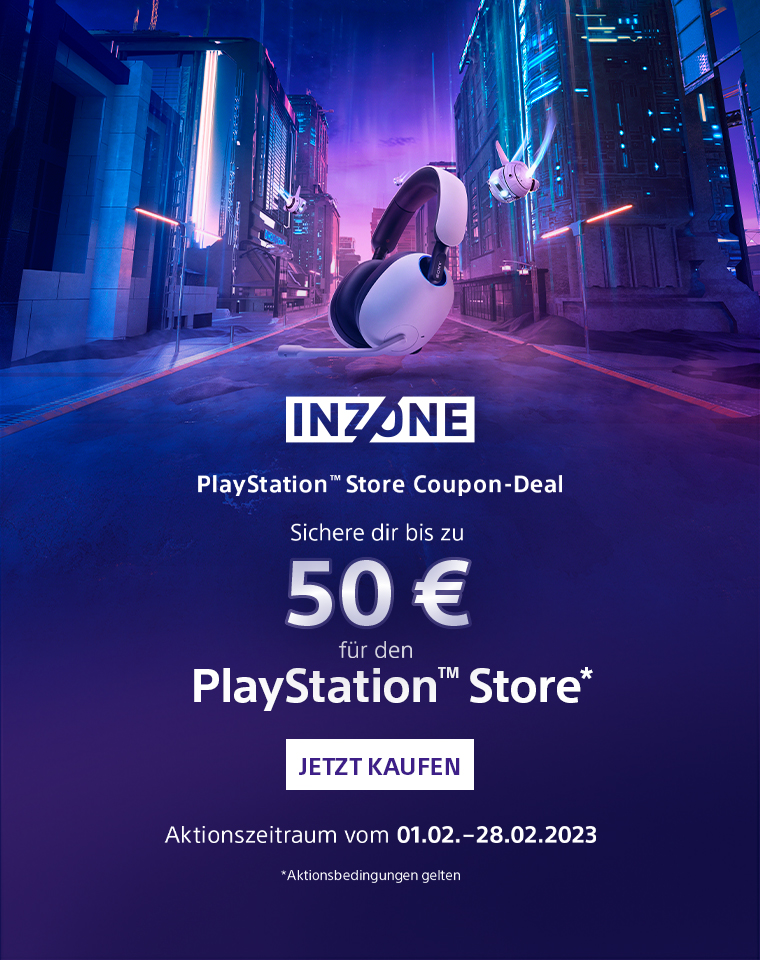 INZONE
PlayStation™ Store Coupon-Deal
Sichere dir bis zu
50 €
für den
PlayStation™ Store*
JETZT KAUFEN
Aktionszeitraum vom 01.02.–28.02.2023
*Aktionsbedingungen gelten